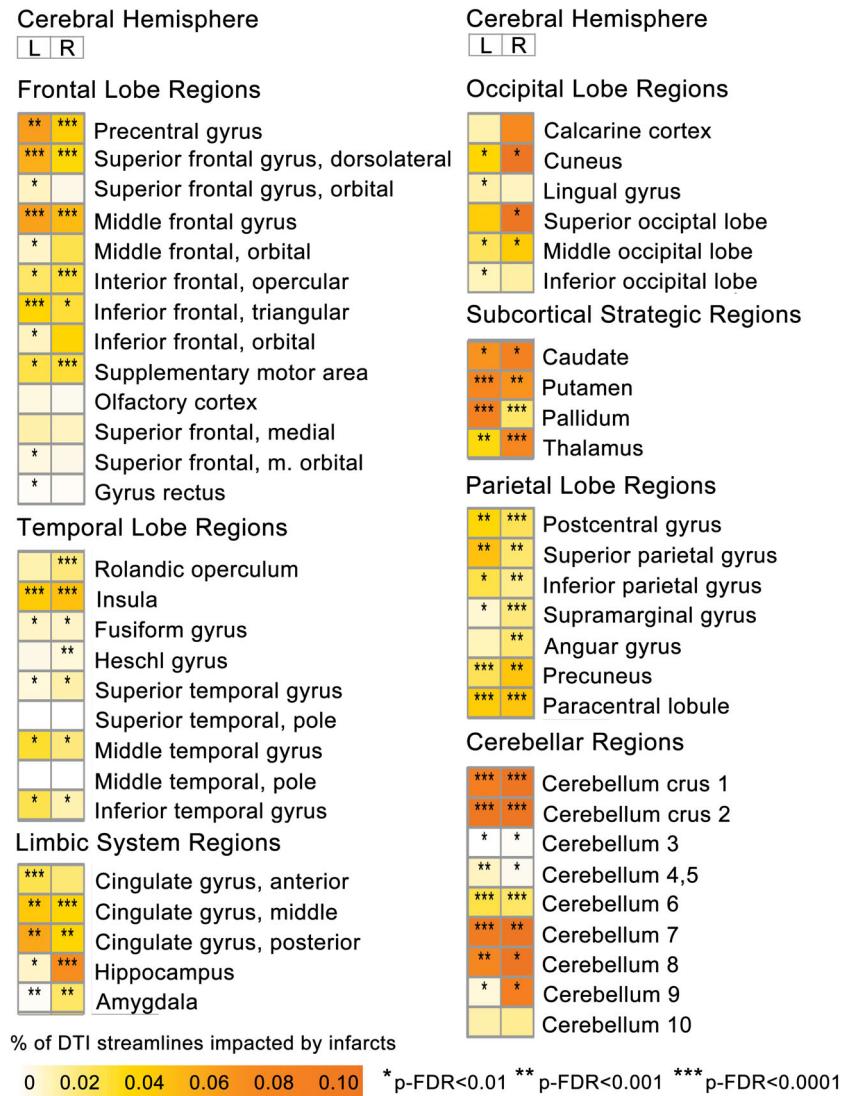 Cerebral Hemisphere
L R
Frontal Lobe Regions
** *** Precentral gyrus
*** *** Superior frontal gyrus, dorsolateral
* Superior frontal gyrus, orbital
*** *** Middle frontal gyrus
* Middle frontal, orbital
* *** Interior frontal, opercular
*** * Inferior frontal, triangular
* Inferior frontal, orbital
* *** Supplementary motor area
Olfactory cortex
Superior frontal, medial
* Superior frontal, m. orbital
* Gyrus rectus
Temporal Lobe Regions
*** Rolandic operculum
*** *** Insula
* * Fusiform gyrus
** Heschl gyrus
* * Superior temporal gyrus
Superior temporal, pole
* * Middle temporal gyrus
Middle temporal, pole
* * Inferior temporal gyrus
Limbic System Regions
*** Cingulate gyrus, anterior
** *** Cingulate gyrus, middle
** ** Cingulate gyrus, posterior
* *** Hippocampus
** ** Amygdala
Cerebral Hemisphere
L R
Occipital Lobe Regions
Calcarine cortex
* * Cuneus
* Lingual gyrus
* Superior occiptal lobe
* * Middle occipital lobe
* Inferior occipital lobe
Subcortical Strategic Regions
* * Caudate
*** ** Putamen
*** *** Pallidum
** *** Thalamus
Parietal Lobe Regions
** *** Postcentral gyrus
** ** Superior parietal gyrus
* ** Inferior parietal gyrus
* *** Supramarginal gyrus
** Anguar gyrus
*** ** Precuneus
*** *** Paracentral lobule
Cerebellar Regions
*** *** Cerebellum crus 1
*** *** Cerebellum crus 2
* * Cerebellum 3
** * Cerebellum 4,5
*** *** Cerebellum 6
*** ** Cerebellum 7
** * Cerebellum 8
* * Cerebellum 9
Cerebellum 10
% of DTI streamlines impacted by infarcts
0 0.02 0.04 0.06 0.08 0.10
*p-FDR<0.01 **p-FDR<0.001 ***p-FDR<0.0001